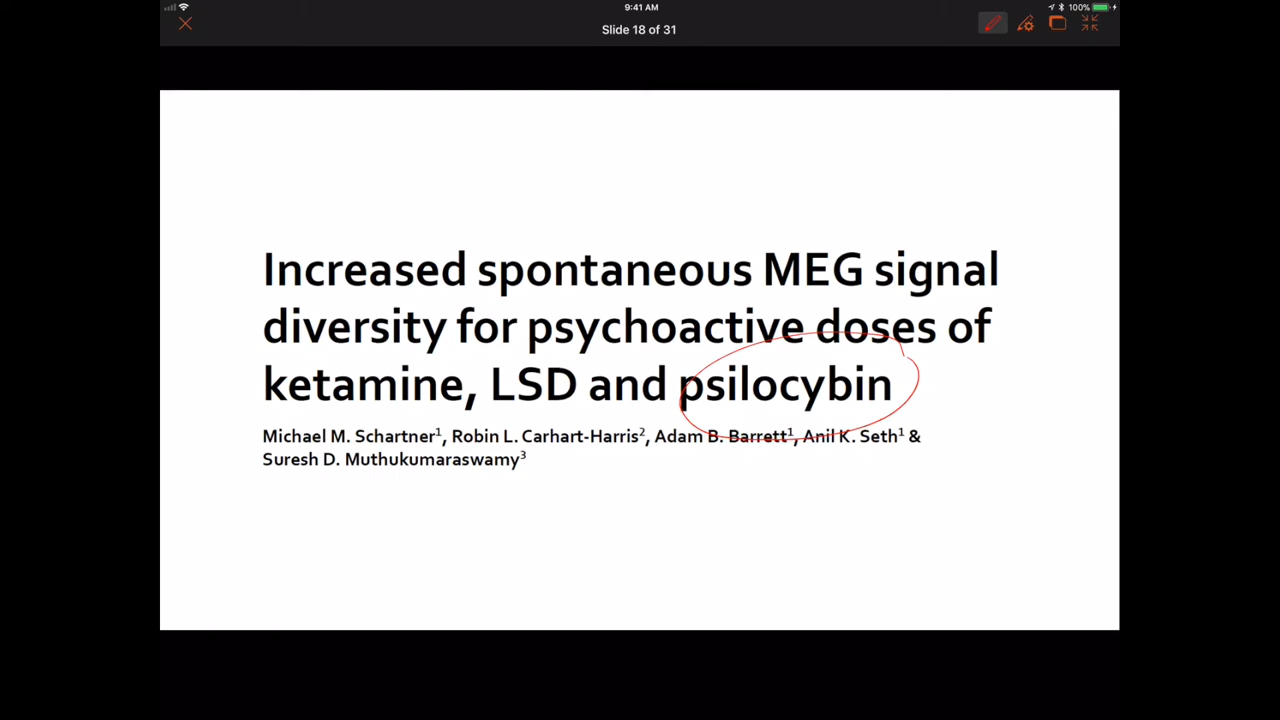 9:41 AM
100%
Slide 18 of 31
Increased spontaneous MEG signal
diversity for psychoactive doses of
ketamine, LSD and psilocybin
Michael M. Schartner1, Robin L. Carhart-Harris2, Adam B. Barrett1, Anil K. Seth1 &
Suresh D. Muthukumaraswamy3